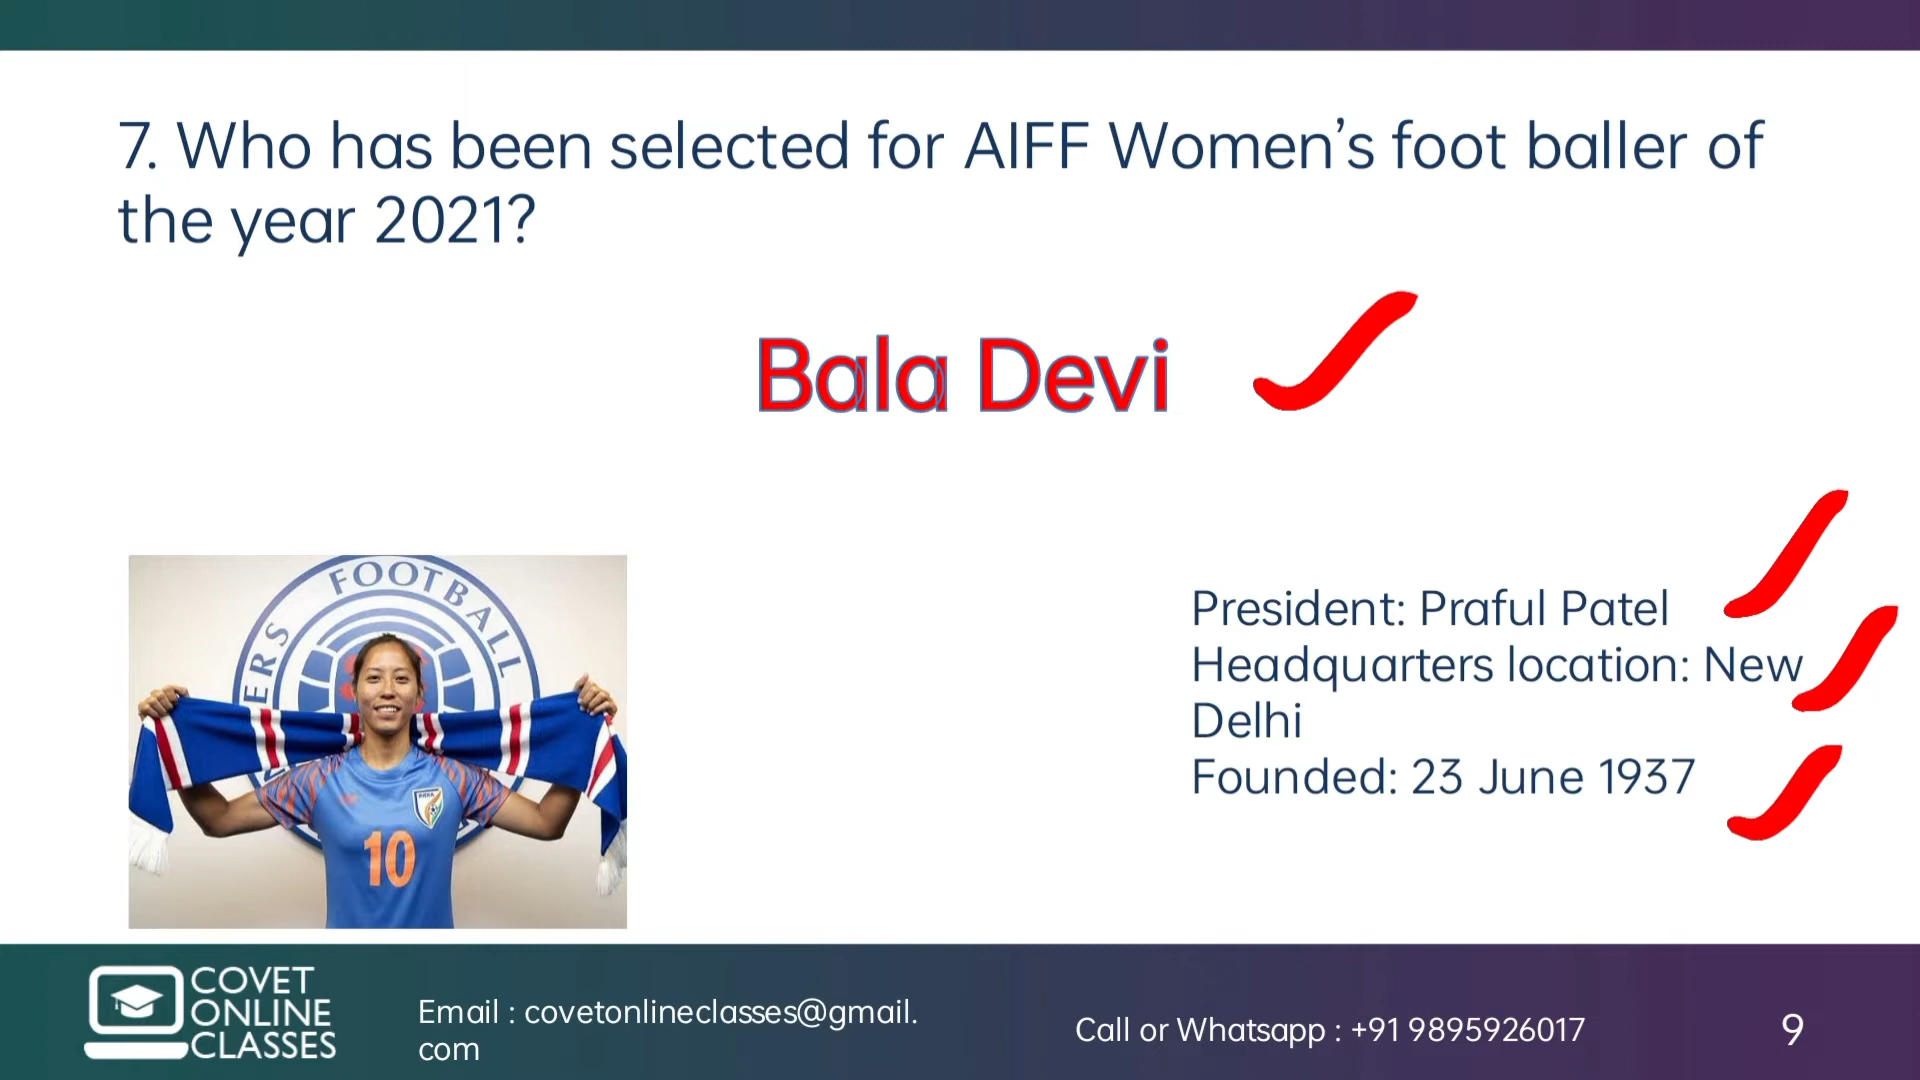 7. Who has been selected for AIFF Women’s foot baller of
the year 2021?
Bala Devi
FOOTBALL
ERS
10
President: Praful Patel
Headquarters location: New
Delhi
Founded: 23 June 1937
COVET
ONLINE
CLASSES
Email : covetonlineclasses@gmail.
com
Call or Whatsapp : +91 9895926017
9